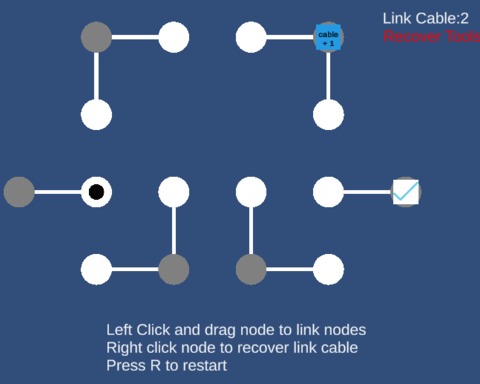 Link Cable:2
Recover Tools
cable
+ 1
Left Click and drag node to link nodes
Right click node to recover link cable
Press R to restart